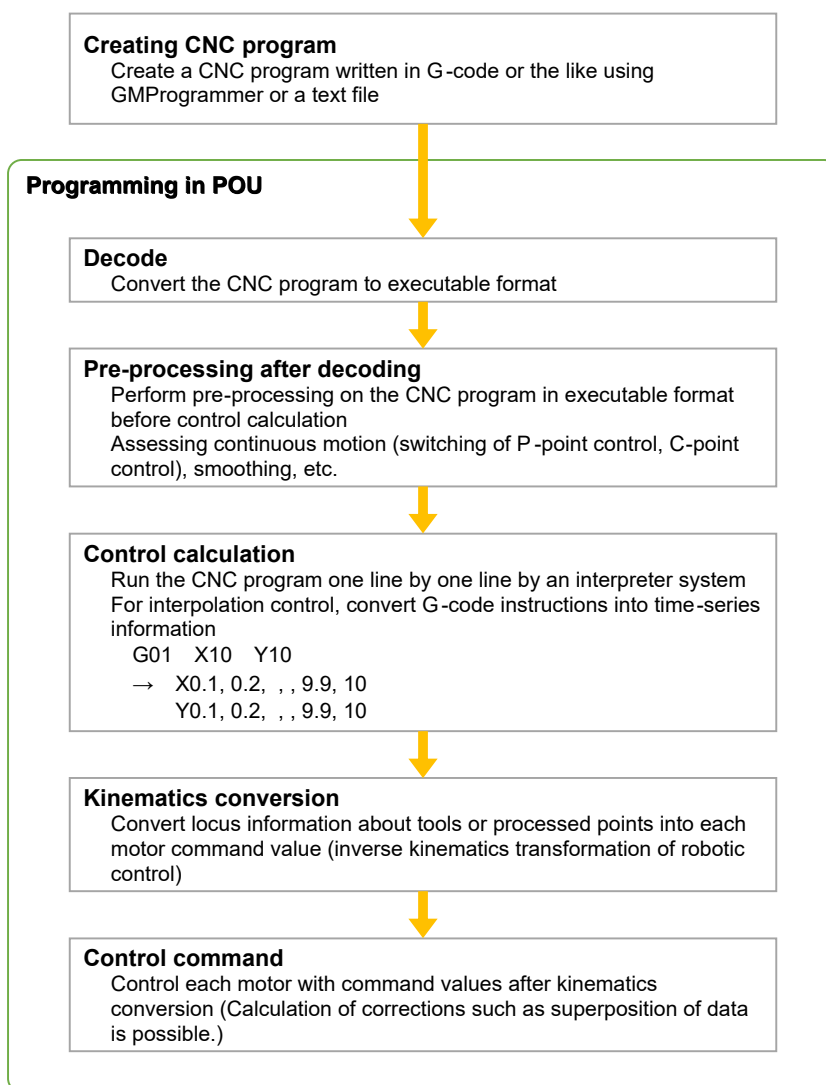 Creating CNC program
Create a CNC program written in G-code or the like using
GMProgrammer or a text file
Programming in POU
Decode
Convert the CNC program to executable format
Pre-processing after decoding
Perform pre-processing on the CNC program in executable format
before control calculation
Assessing continuous motion (switching of P-point control, C-point
control), smoothing, etc.
Control calculation
Run the CNC program one line by one line by an interpreter system
For interpolation control, convert G-code instructions into time-series
information
G01 X10 Y10
→ X0.1, 0.2, , , 9.9, 10
Y0.1, 0.2, , , 9.9, 10
Kinematics conversion
Convert locus information about tools or processed points into each
motor command value (inverse kinematics transformation of robotic
control)
Control command
Control each motor with command values after kinematics
conversion (Calculation of corrections such as superposition of data
is possible.)